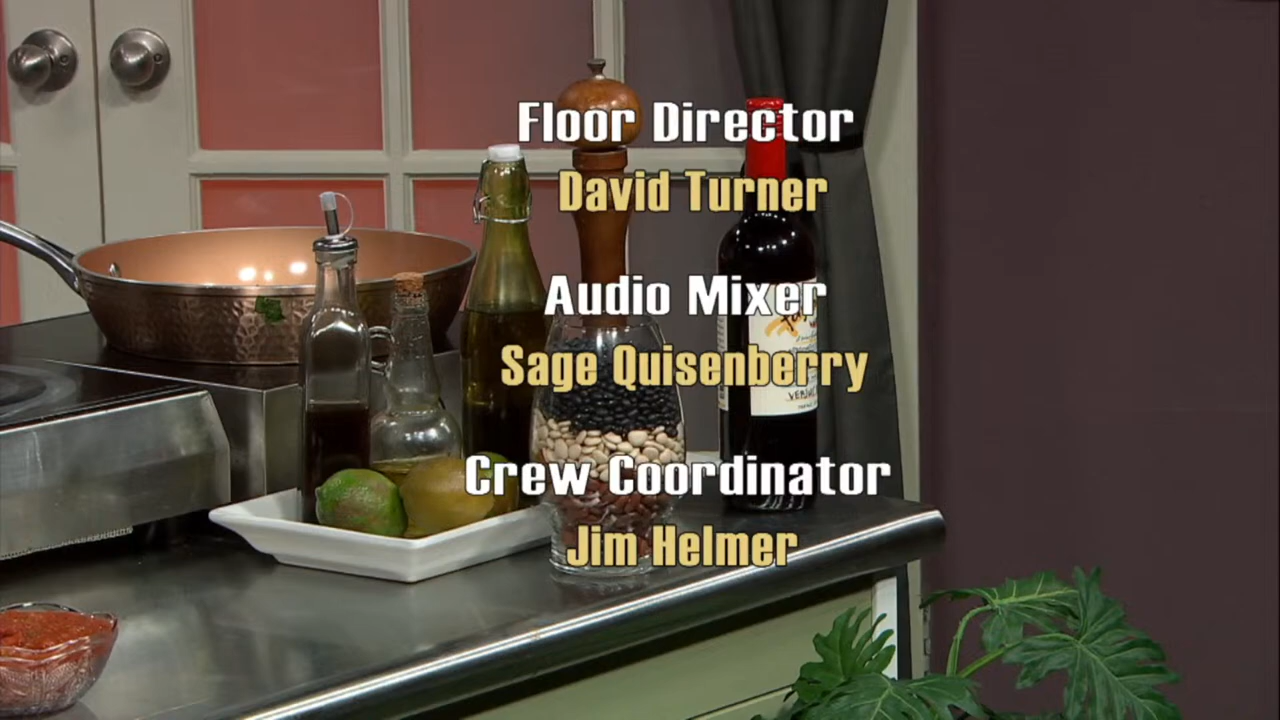 Floor Director
David Turner
Audio Mixer
Sage Quisenberry
Crew Coordinator
Jim Helmer